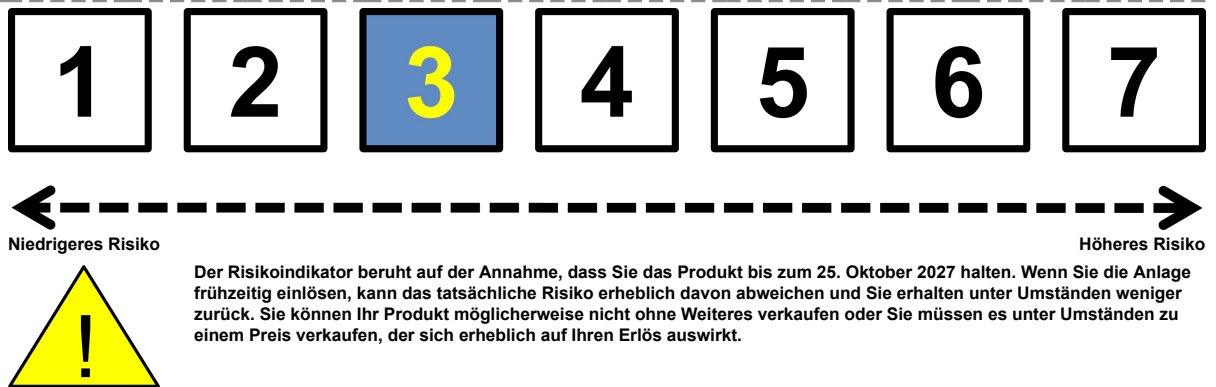 1 2 3 4 5 6 7
Niedrigeres Risiko Höheres Risiko
Der Risikoindikator beruht auf der Annahme, dass Sie das Produkt bis zum 25. Oktober 2027 halten. Wenn Sie die Anlage
frühzeitig einlösen, kann das tatsächliche Risiko erheblich davon abweichen und Sie erhalten unter Umständen weniger
zurück. Sie können Ihr Produkt möglicherweise nicht ohne Weiteres verkaufen oder Sie müssen es unter Umständen zu
einem Preis verkaufen, der sich erheblich auf Ihren Erlös auswirkt.
!